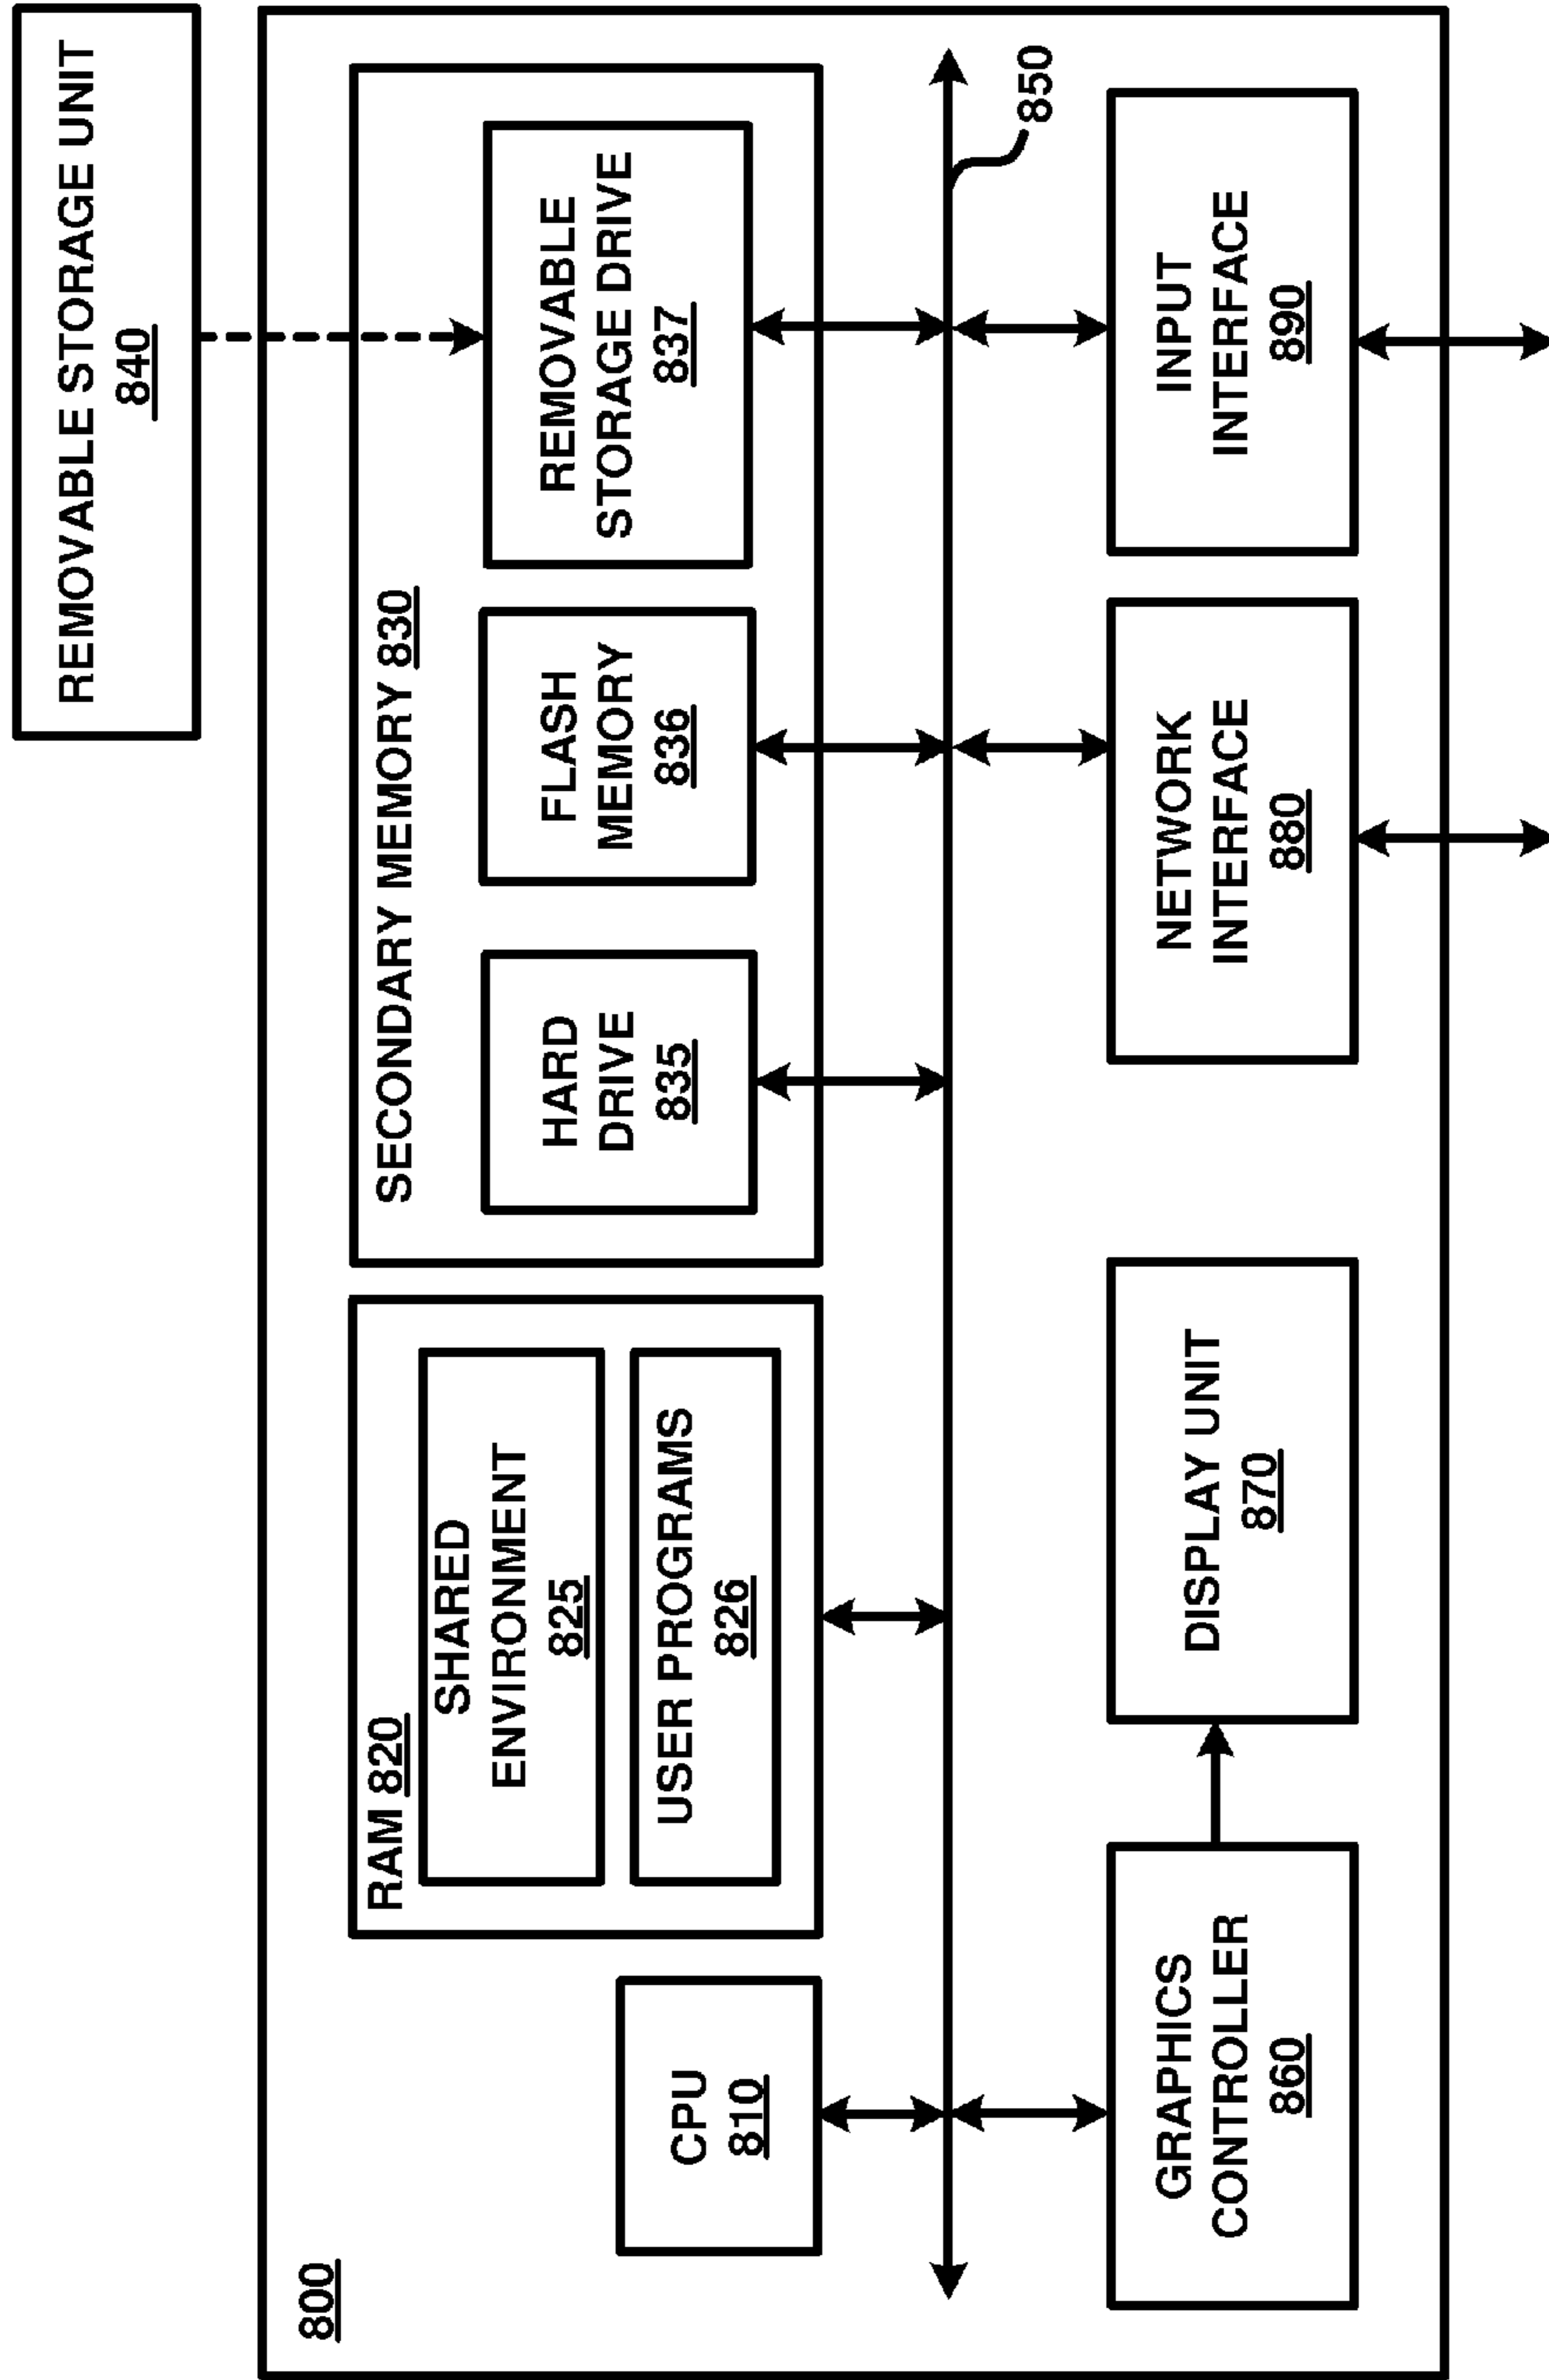 REMOVABLE STORAGE UNIT
840
800
CPU
810
RAM 820
SHARED
ENVIRONMENT
825
USER PROGRAMS
826
SECONDARY MEMORY 830
HARD
DRIVE
835
FLASH
MEMORY
836
REMOVABLE
STORAGE DRIVE
837
850
GRAPHICS
CONTROLLER
860
DISPLAY UNIT
870
NETWORK
INTERFACE
880
INPUT
INTERFACE
890